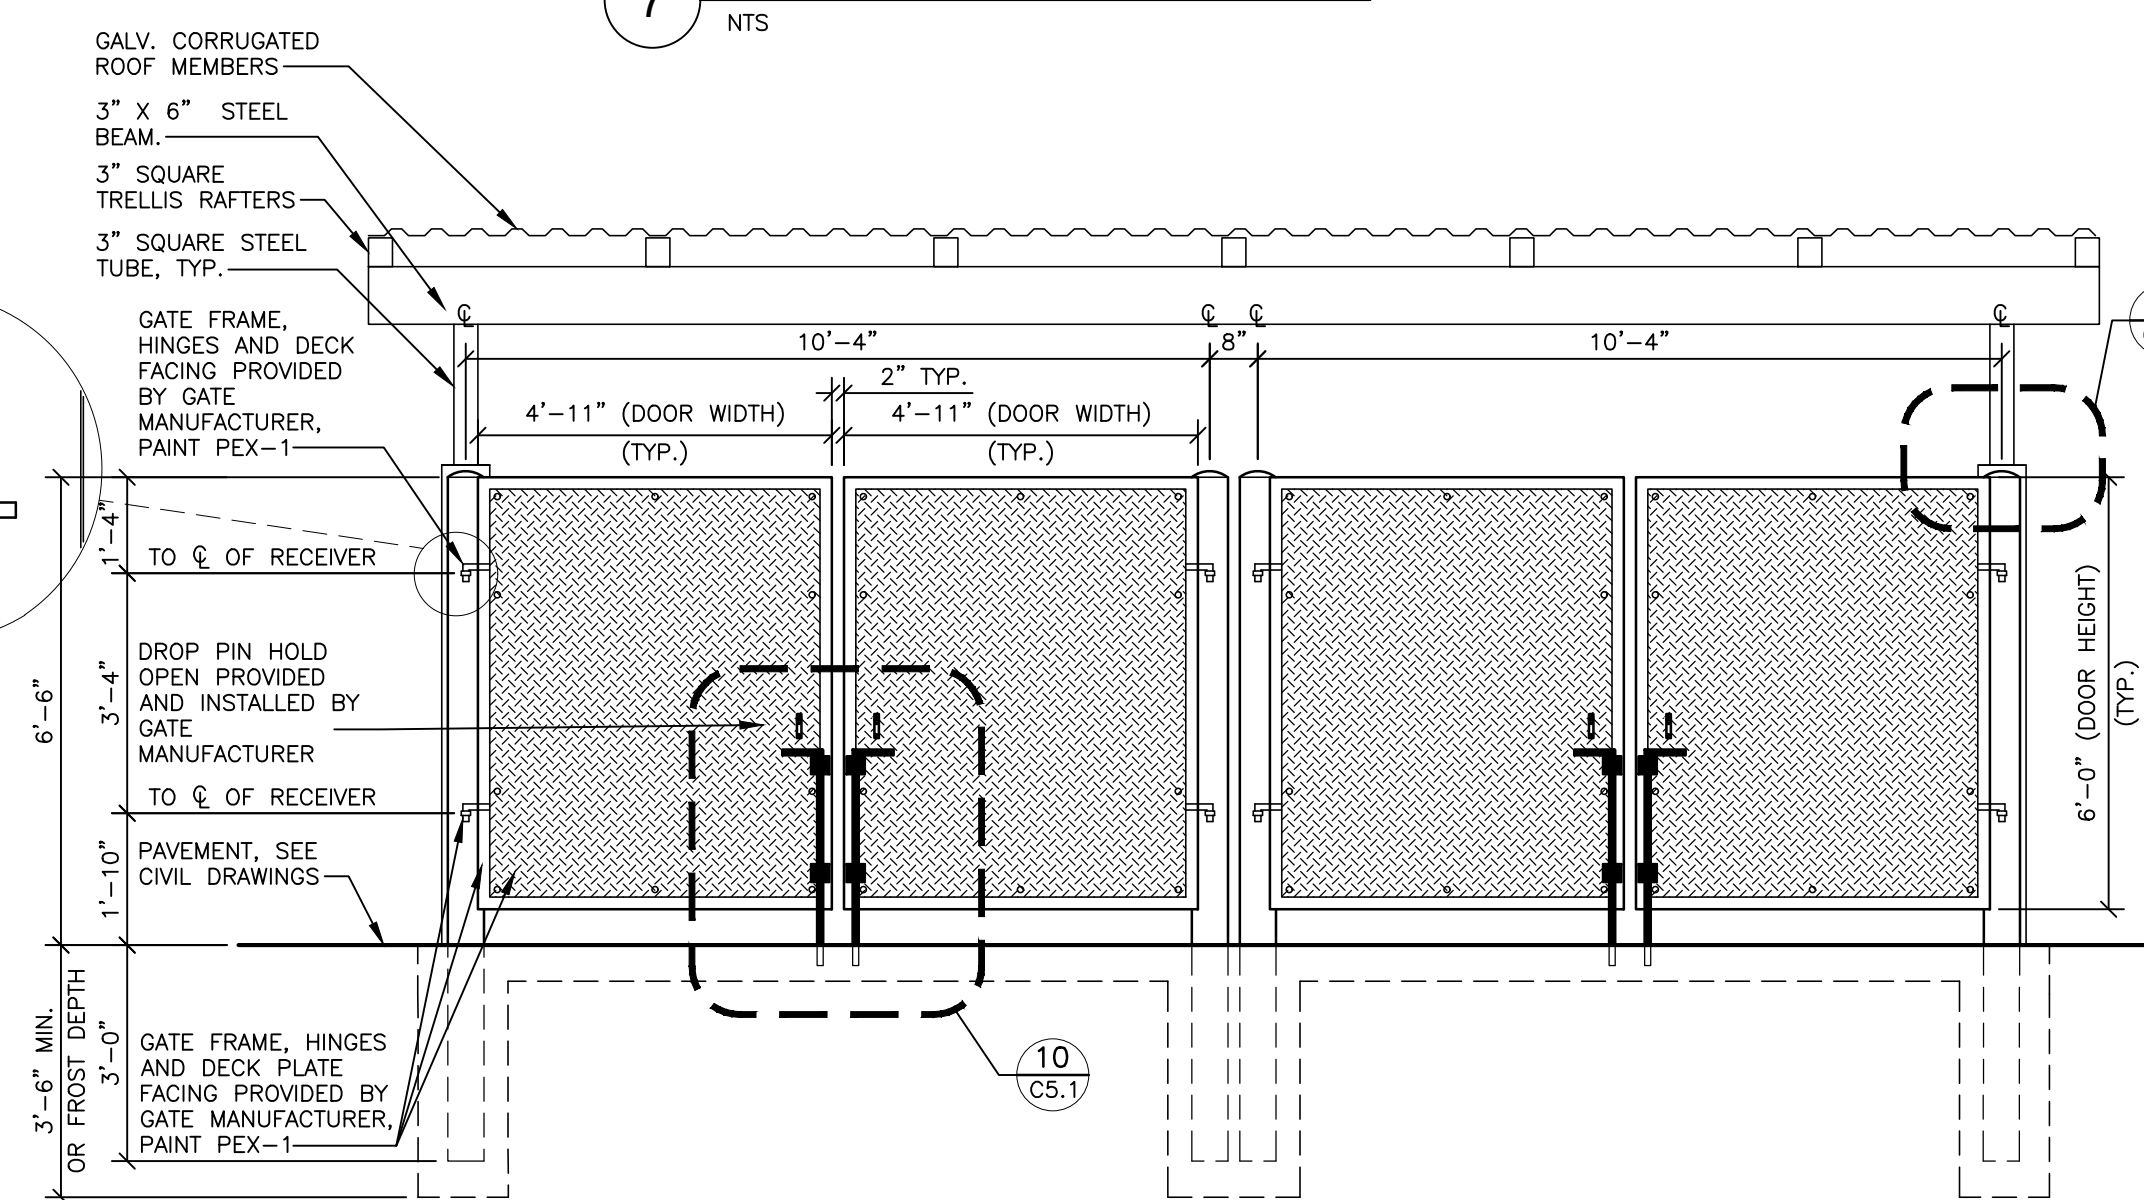 7
NTS
GALV. CORRUGATED
ROOF MEMBERS
3" X 6" STEEL
BEAM.
3" SQUARE
TRELLIS RAFTERS
3" SQUARE STEEL
TUBE, TYP.
GATE FRAME,
HINGES AND DECK
FACING PROVIDED
BY GATE
MANUFACTURER,
PAINT PEX-1
℄ ℄ ℄ ℄
10'-4" 8" 10'-4"
2" TYP.
4'-11" (DOOR WIDTH) 4'-11" (DOOR WIDTH)
(TYP.) (TYP.)
1'-4"
TO ℄ OF RECEIVER
6'-6"
3'-4"
DROP PIN HOLD
OPEN PROVIDED
AND INSTALLED BY
GATE
MANUFACTURER
TO ℄ OF RECEIVER
6'-0" (DOOR HEIGHT)
(TYP.)
1'-10"
PAVEMENT, SEE
CIVIL DRAWINGS
3'-6" MIN.
OR FROST DEPTH
3'-0"
GATE FRAME, HINGES
AND DECK PLATE
FACING PROVIDED BY
GATE MANUFACTURER,
PAINT PEX-1
10
C5.1